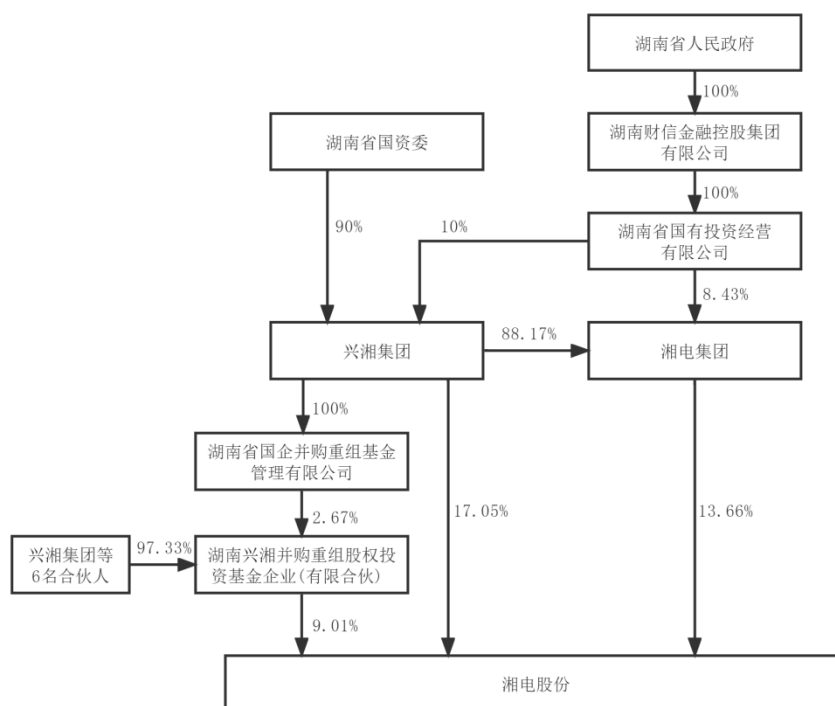 湖南省人民政府
100%
湖南省国资委
湖南财信金融控股集团
有限公司
100%
90%
10%
湖南省国有投资经营
有限公司
8.43%
兴湘集团
88.17%
湘电集团
100%
湖南省国企并购重组基金
管理有限公司
2.67%
17.05%
13.66%
兴湘集团等
6名合伙人
97.33%
湖南兴湘并购重组股权投
资基金企业(有限合伙)
9.01%
湘电股份